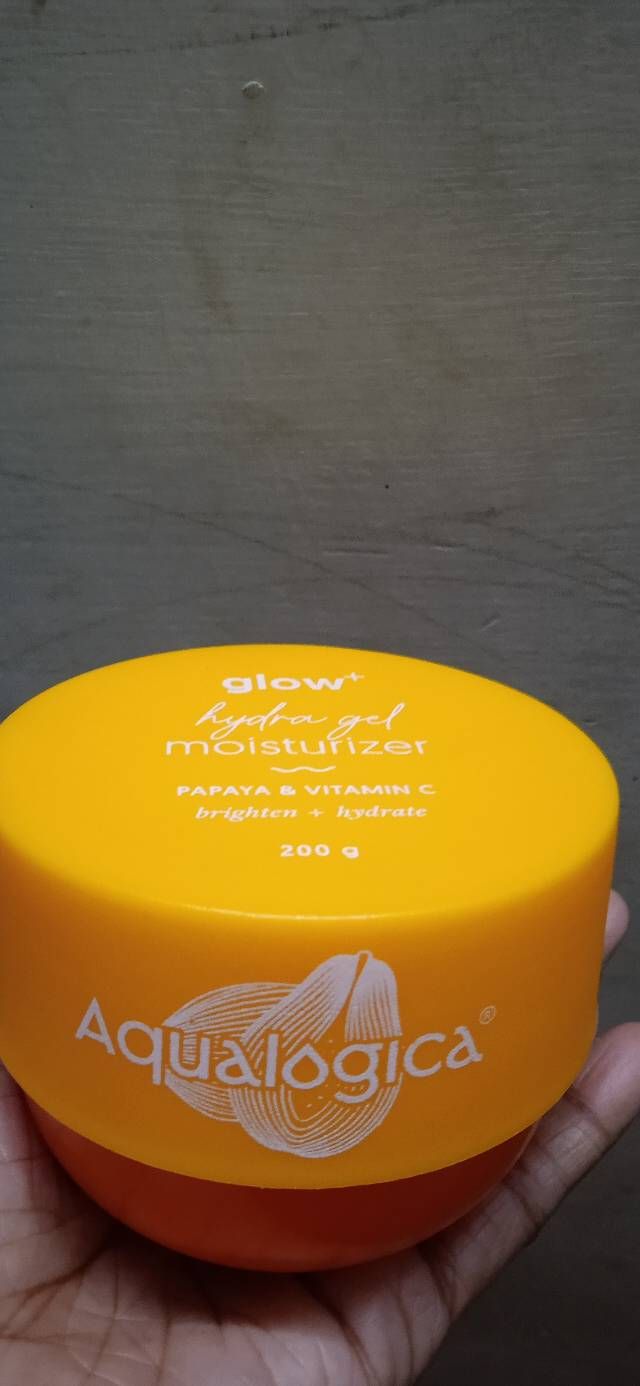 glow+
hydra gel
moisturizer
PAPAYA & VITAMIN C
brighten + hydrate
200 g
Aqualogica®